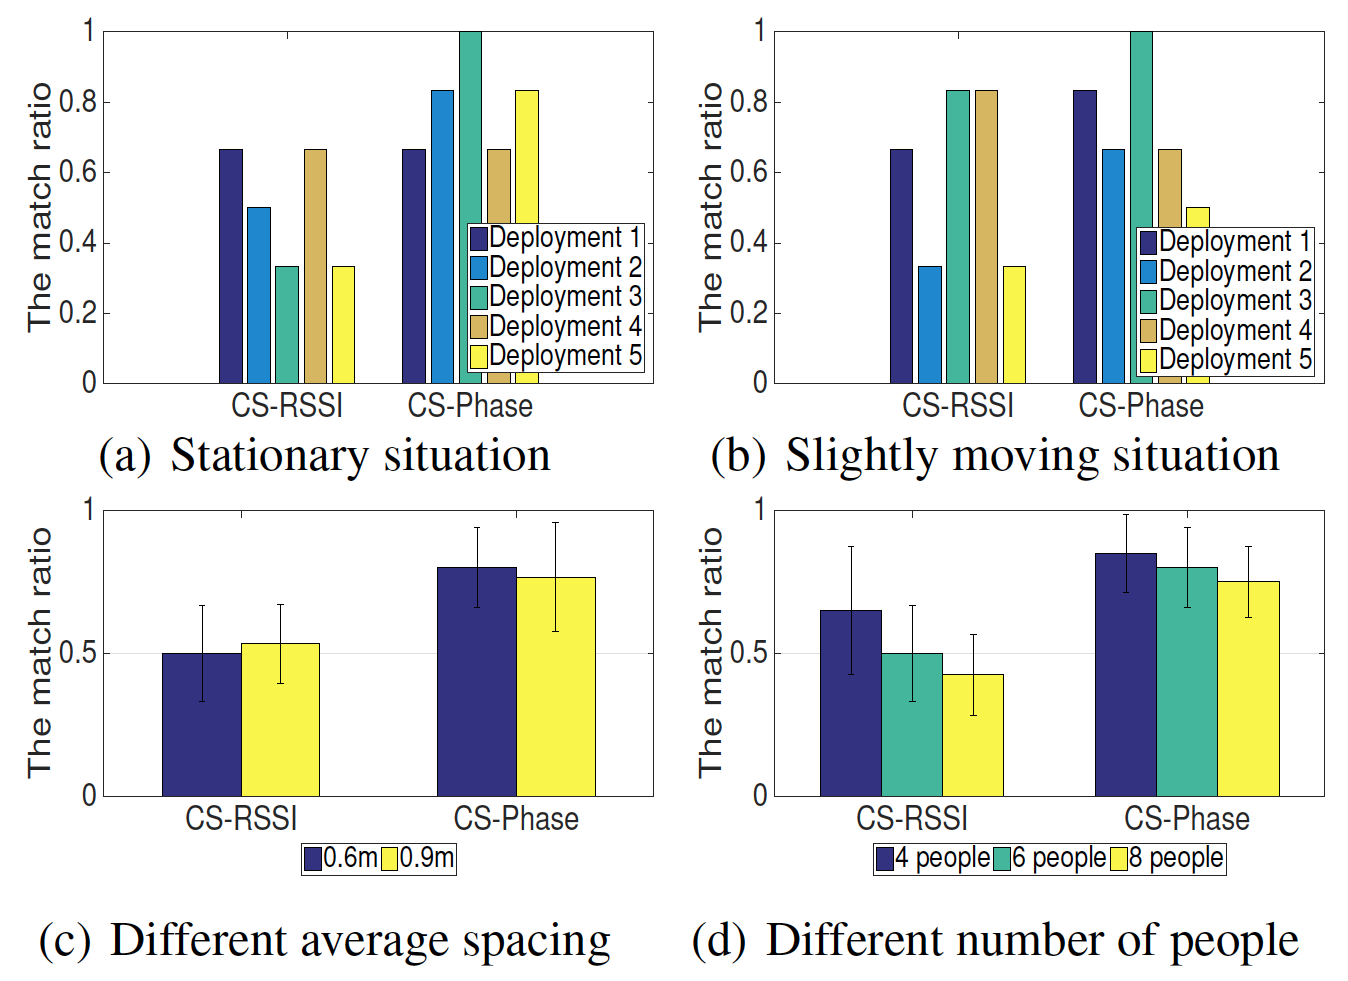 The match ratio
1
0.8
0.6
0.4
0.2
0
CS-RSSI CS-Phase
Deployment 1
Deployment 2
Deployment 3
Deployment 4
Deployment 5
(a) Stationary situation
The match ratio
1
0.8
0.6
0.4
0.2
0
CS-RSSI CS-Phase
Deployment 1
Deployment 2
Deployment 3
Deployment 4
Deployment 5
(b) Slightly moving situation
The match ratio
1
0.5
0
CS-RSSI CS-Phase
0.6m 0.9m
(c) Different average spacing
The match ratio
1
0.5
0
CS-RSSI CS-Phase
4 people 6 people 8 people
(d) Different number of people